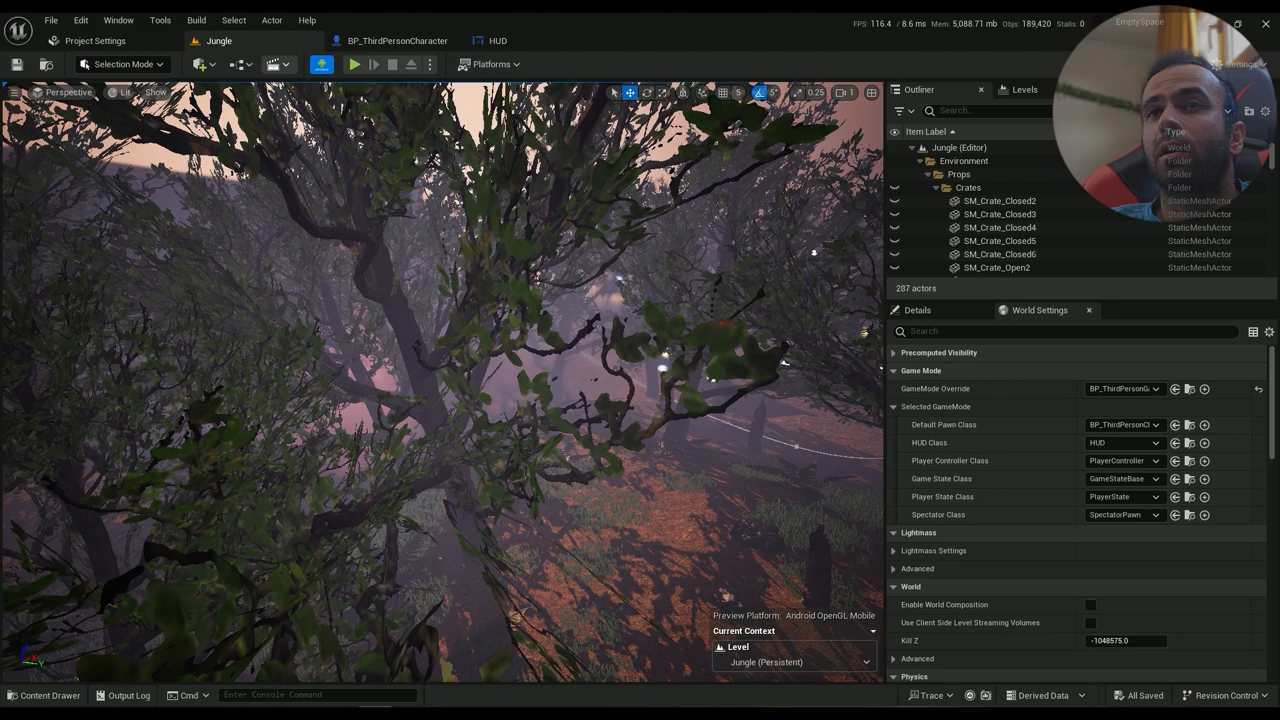 File Edit Window Tools Build Select Actor Help
FPS: 116.4 / 8.6 ms Mem: 5,088.71 mb Objs: 189,420 Stalls: 0
EmptySpace
Project Settings
Jungle
BP_ThirdPersonCharacter
HUD
Selection Mode
Platforms
Settings
Perspective
Lit
Show
5
5°
0.25
1
Outliner
Levels
Search...
Item Label
Type
Jungle (Editor)
World
Environment
Folder
Props
Folder
Crates
Folder
SM_Crate_Closed2
StaticMeshActor
SM_Crate_Closed3
StaticMeshActor
SM_Crate_Closed4
StaticMeshActor
SM_Crate_Closed5
StaticMeshActor
SM_Crate_Closed6
StaticMeshActor
SM_Crate_Open2
StaticMeshActor
287 actors
Details
World Settings
Search
Precomputed Visibility
Game Mode
GameMode Override
BP_ThirdPersonG
Selected GameMode
Default Pawn Class
BP_ThirdPersonCl
HUD Class
HUD
Player Controller Class
PlayerController
Game State Class
GameStateBase
Player State Class
PlayerState
Spectator Class
SpectatorPawn
Lightmass
Lightmass Settings
Advanced
World
Enable World Composition
Use Client Side Level Streaming Volumes
Kill Z
-1048575.0
Advanced
Physics
Preview Platform: Android OpenGL Mobile
Current Context
Level
Jungle (Persistent)
Content Drawer
Output Log
Cmd
Enter Console Command
Trace
Derived Data
All Saved
Revision Control